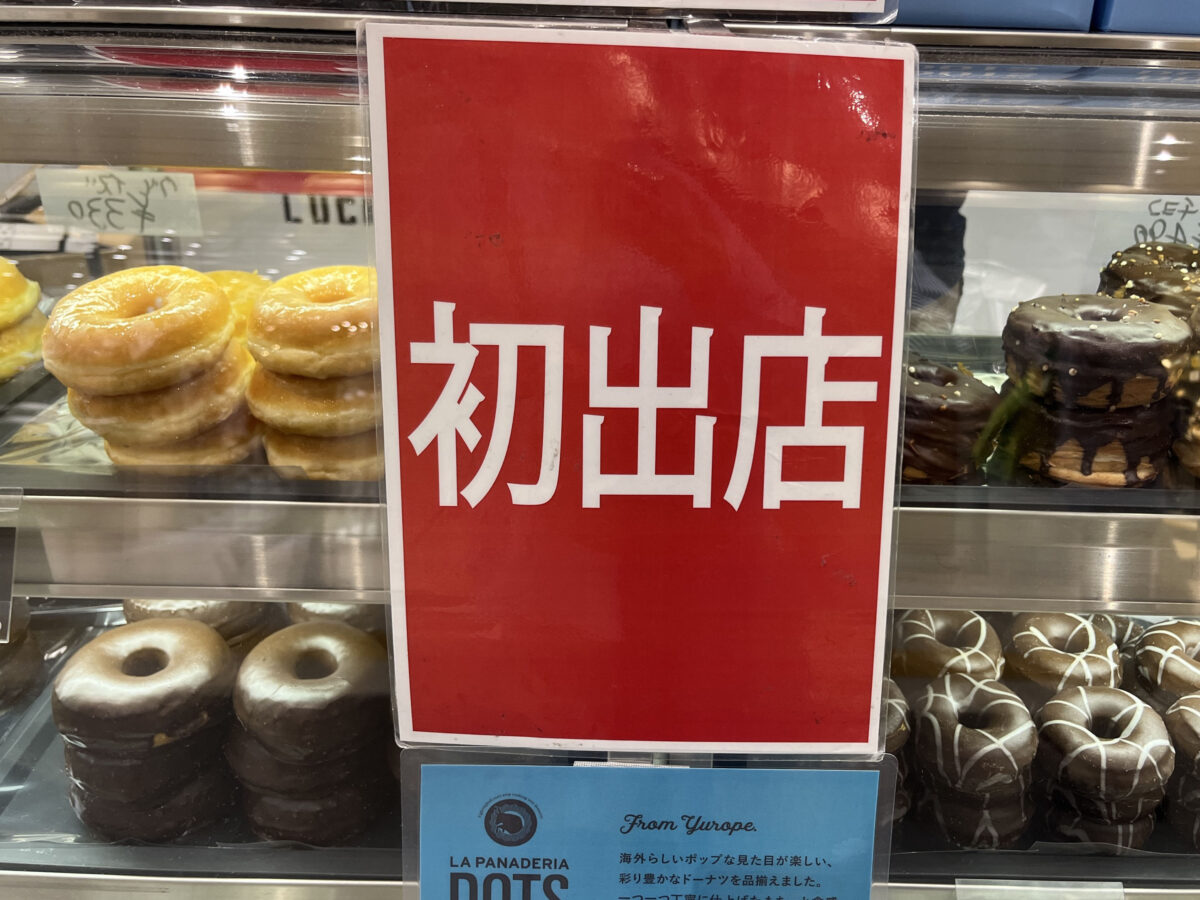 ¥330
LUC
初出店
LA PANADERIA
DOTS
From Yurope.
海外らしいポップな見た目が楽しい、
彩り豊かなドーナツを品揃えました。